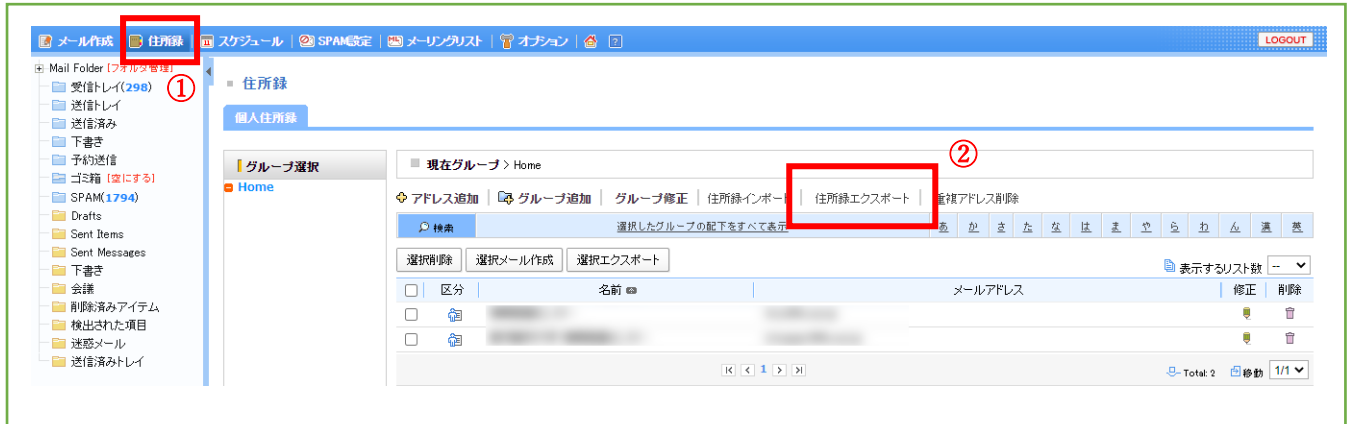 メール作成 住所録 スケジュール SPAM設定 メーリングリスト オプション LOGOUT
①
Mail Folder [フォルダ管理]
受信トレイ(298)
送信トレイ
送信済み
下書き
予約送信
ゴミ箱 [空にする]
SPAM(1794)
Drafts
Sent Items
Sent Messages
下書き
会議
削除済みアイテム
検出された項目
迷惑メール
送信済みトレイ
住所録
個人住所録
グループ選択
Home
現在グループ > Home
②
アドレス追加 | グループ追加 | グループ修正 | 住所録インポート | 住所録エクスポート | 重複アドレス削除
検索 選択したグループの配下をすべて表示 あ か さ た な は ま や ら わ ん 漢 英
選択削除 選択メール作成 選択エクスポート
表示するリスト数 --
区分 名前 メールアドレス 修正 削除
1
Total: 2 移動 1/1